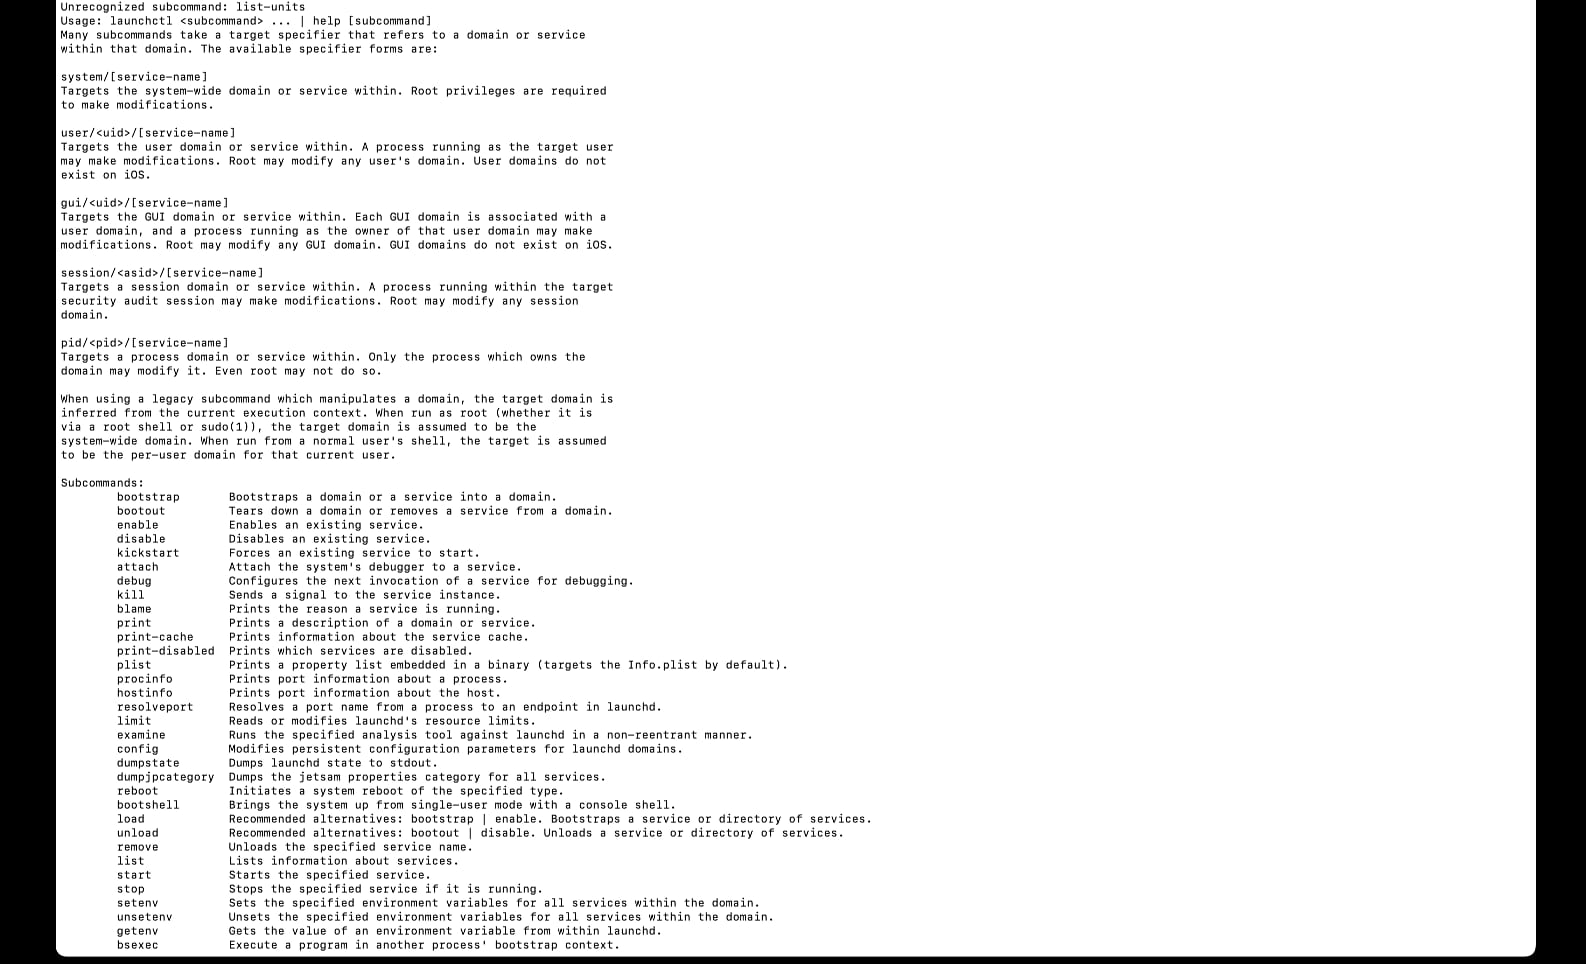 Unrecognized subcommand: list-units
Usage: launchctl <subcommand> ... | help [subcommand]
Many subcommands take a target specifier that refers to a domain or service
within that domain. The available specifier forms are:

system/[service-name]
Targets the system-wide domain or service within. Root privileges are required
to make modifications.

user/<uid>/[service-name]
Targets the user domain or service within. A process running as the target user
may make modifications. Root may modify any user's domain. User domains do not
exist on iOS.

gui/<uid>/[service-name]
Targets the GUI domain or service within. Each GUI domain is associated with a
user domain, and a process running as the owner of that user domain may make
modifications. Root may modify any GUI domain. GUI domains do not exist on iOS.

session/<asid>/[service-name]
Targets a session domain or service within. A process running within the target
security audit session may make modifications. Root may modify any session
domain.

pid/<pid>/[service-name]
Targets a process domain or service within. Only the process which owns the
domain may modify it. Even root may not do so.

When using a legacy subcommand which manipulates a domain, the target domain is
inferred from the current execution context. When run as root (whether it is
via a root shell or sudo(1)), the target domain is assumed to be the
system-wide domain. When run from a normal user's shell, the target is assumed
to be the per-user domain for that current user.

Subcommands:
        bootstrap       Bootstraps a domain or a service into a domain.
        bootout         Tears down a domain or removes a service from a domain.
        enable          Enables an existing service.
        disable         Disables an existing service.
        kickstart       Forces an existing service to start.
        attach          Attach the system's debugger to a service.
        debug           Configures the next invocation of a service for debugging.
        kill            Sends a signal to the service instance.
        blame           Prints the reason a service is running.
        print           Prints a description of a domain or service.
        print-cache     Prints information about the service cache.
        print-disabled  Prints which services are disabled.
        plist           Prints a property list embedded in a binary (targets the Info.plist by default).
        procinfo        Prints port information about a process.
        hostinfo        Prints port information about the host.
        resolveport     Resolves a port name from a process to an endpoint in launchd.
        limit           Reads or modifies launchd's resource limits.
        examine         Runs the specified analysis tool against launchd in a non-reentrant manner.
        config          Modifies persistent configuration parameters for launchd domains.
        dumpstate       Dumps launchd state to stdout.
        dumpjpcategory  Dumps the jetsam properties category for all services.
        reboot          Initiates a system reboot of the specified type.
        bootshell       Brings the system up from single-user mode with a console shell.
        load            Recommended alternatives: bootstrap | enable. Bootstraps a service or directory of services.
        unload          Recommended alternatives: bootout | disable. Unloads a service or directory of services.
        remove          Unloads the specified service name.
        list            Lists information about services.
        start           Starts the specified service.
        stop            Stops the specified service if it is running.
        setenv          Sets the specified environment variables for all services within the domain.
        unsetenv        Unsets the specified environment variables for all services within the domain.
        getenv          Gets the value of an environment variable from within launchd.
        bsexec          Execute a program in another process' bootstrap context.